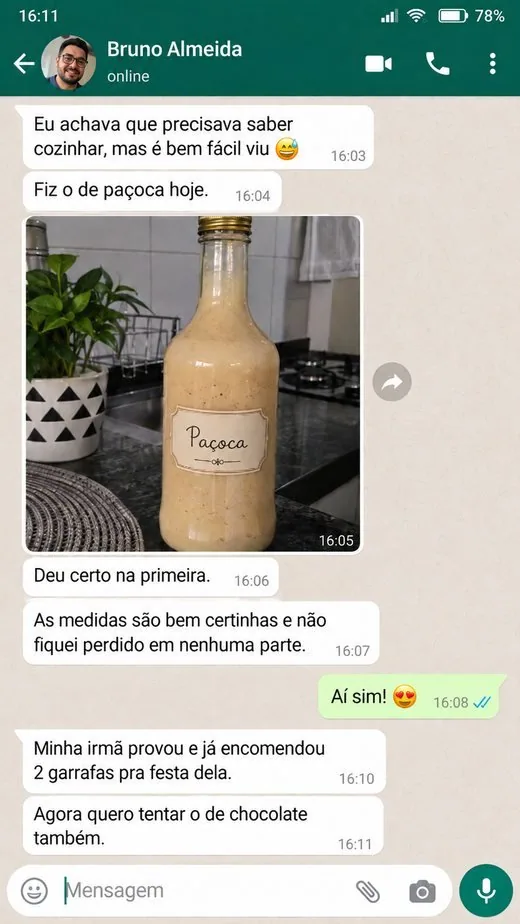 16:11
78%
Bruno Almeida
online
Eu achava que precisava saber
cozinhar, mas é bem fácil viu 😅
16:03
Fiz o de paçoca hoje.
16:04
Paçoca
16:05
Deu certo na primeira.
16:06
As medidas são bem certinhas e não
fiquei perdido em nenhuma parte.
16:07
Aí sim! 😍
16:08
Minha irmã provou e já encomendou
2 garrafas pra festa dela.
16:10
Agora quero tentar o de chocolate
também.
16:11
Mensagem